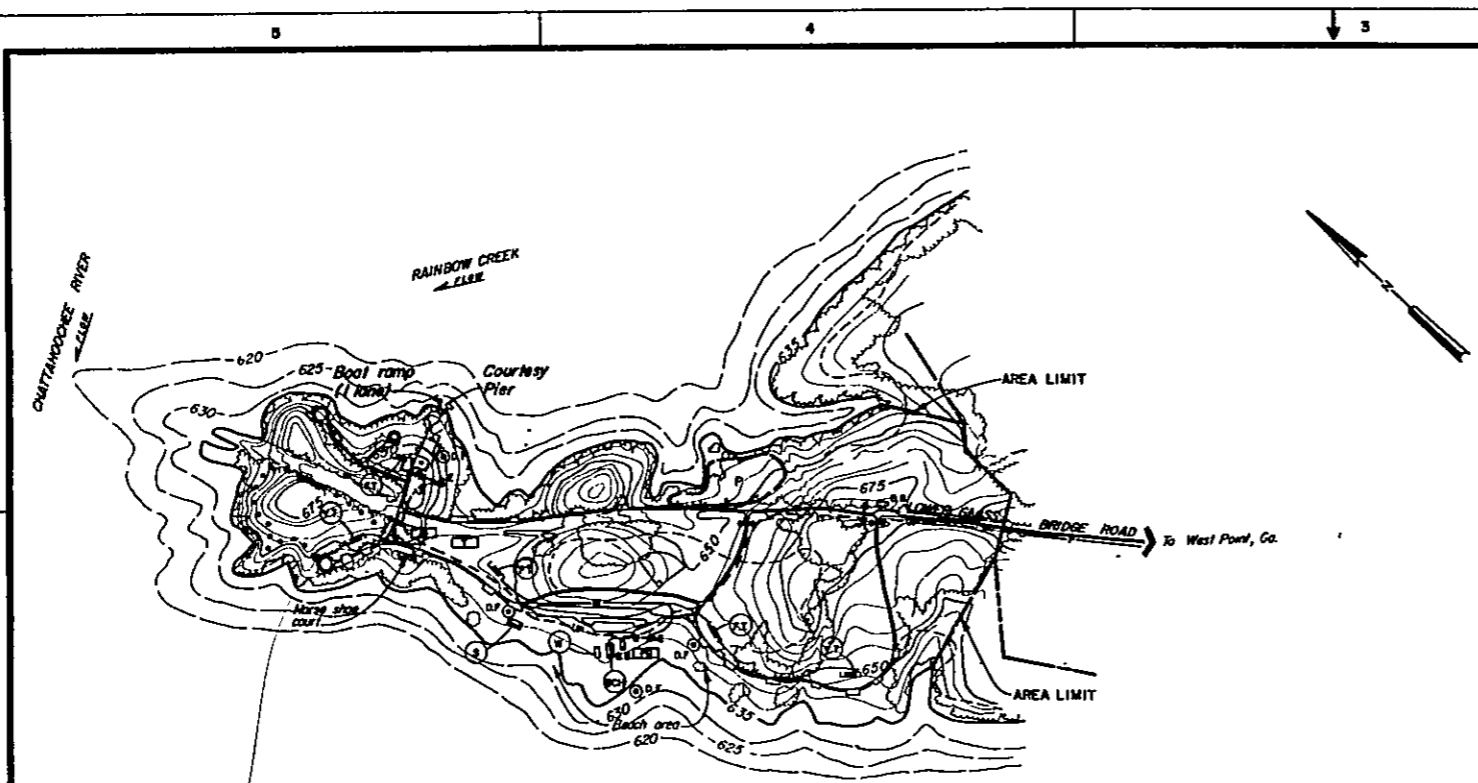 5
4
3
CHATTAHOOCHEE RIVER
FLOW
RAINBOW CREEK
FLOW
N
620
625
Boat ramp
(1 lane)
Courtesy
Pier
630
635
AREA LIMIT
D.F.
675
675
LOWER GLASS
BRIDGE ROAD
To West Point, Ga.
650
P
Horse shoe
court
D.F.
D.F.
D.F.
650
630
Beach area
635
620
625
AREA LIMIT